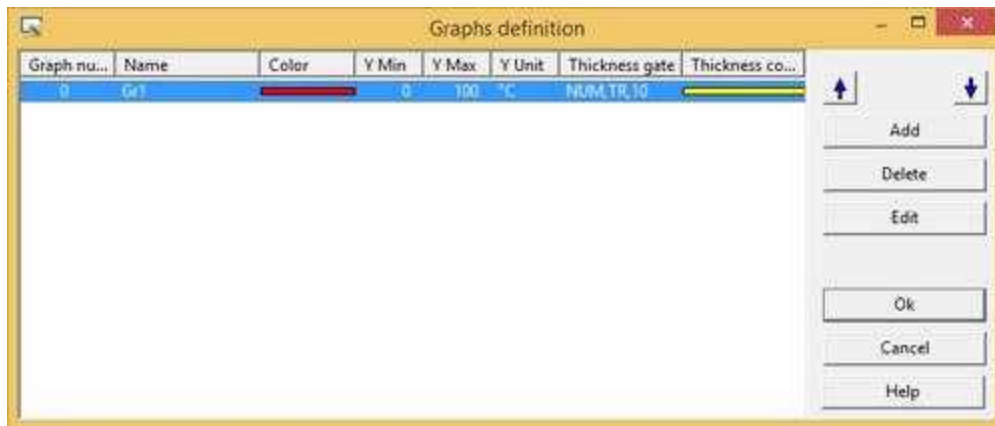 Graphs definition
Graph nu... Name Color Y Min Y Max Y Unit Thickness gate Thickness co...
0 Gr1 0 100 °C NUM,TR,10
Add
Delete
Edit
Ok
Cancel
Help